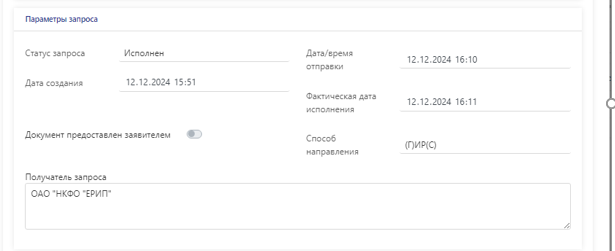 Параметры запроса
Статус запроса Исполнен
Дата создания 12.12.2024 15:51
Документ предоставлен заявителем
Дата/время
отправки 12.12.2024 16:10
Фактическая дата
исполнения 12.12.2024 16:11
Способ
направления (Г)ИР(С)
Получатель запроса
ОАО "НКФО "ЕРИП"